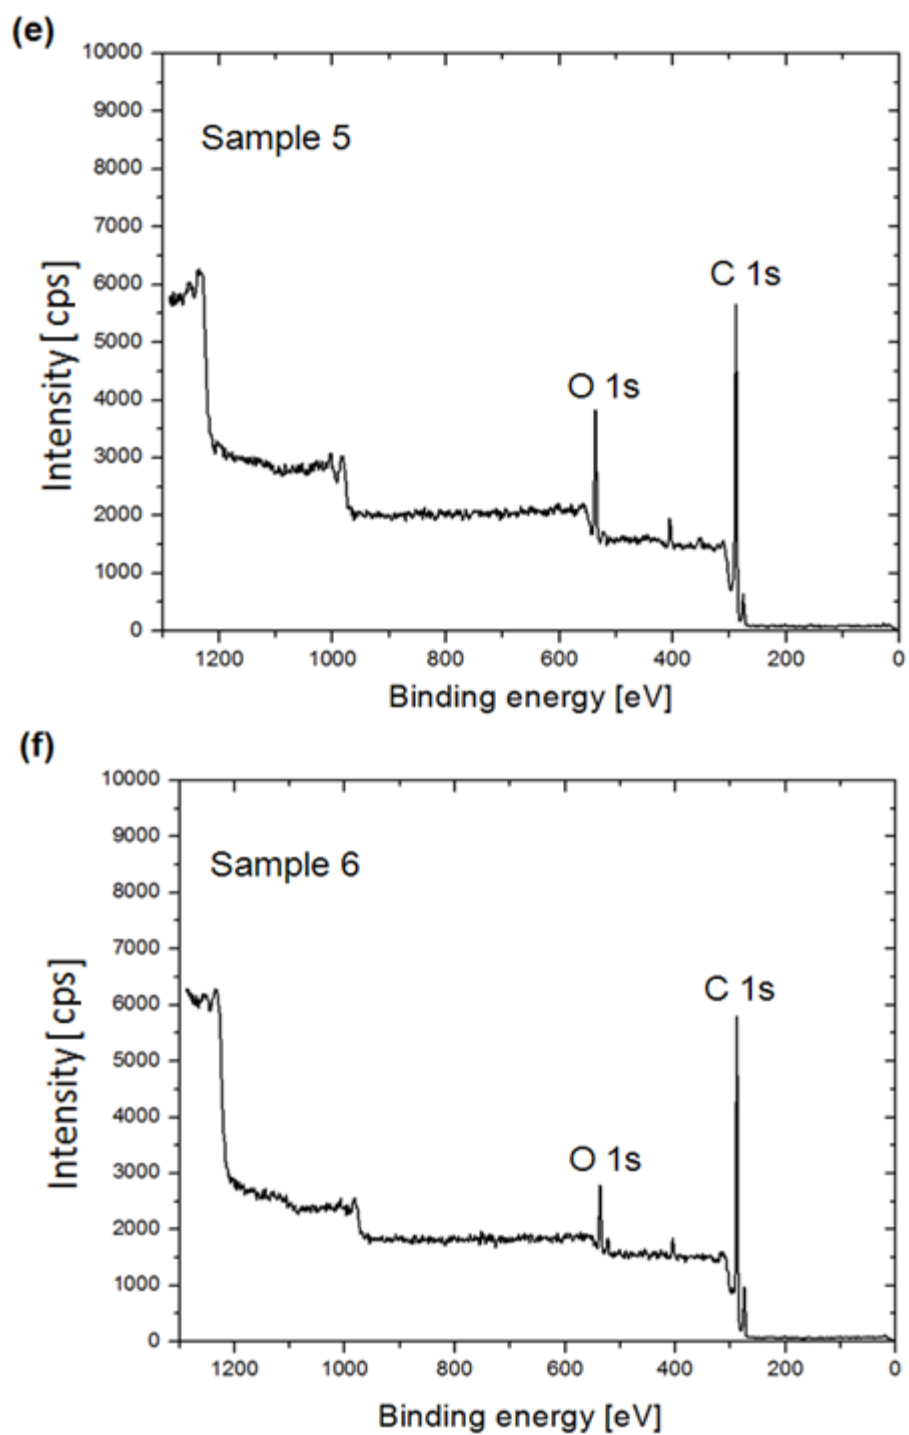 (e)
10000
9000
Sample 5
8000
7000
6000
C 1s
5000
4000
O 1s
3000
2000
1000
0
Intensity [ cps]
1200 1000 800 600 400 200 0
Binding energy [eV]
(f)
10000
9000
Sample 6
8000
7000
6000
C 1s
5000
4000
O 1s
3000
2000
1000
0
Intensity [ cps]
1200 1000 800 600 400 200 0
Binding energy [eV]